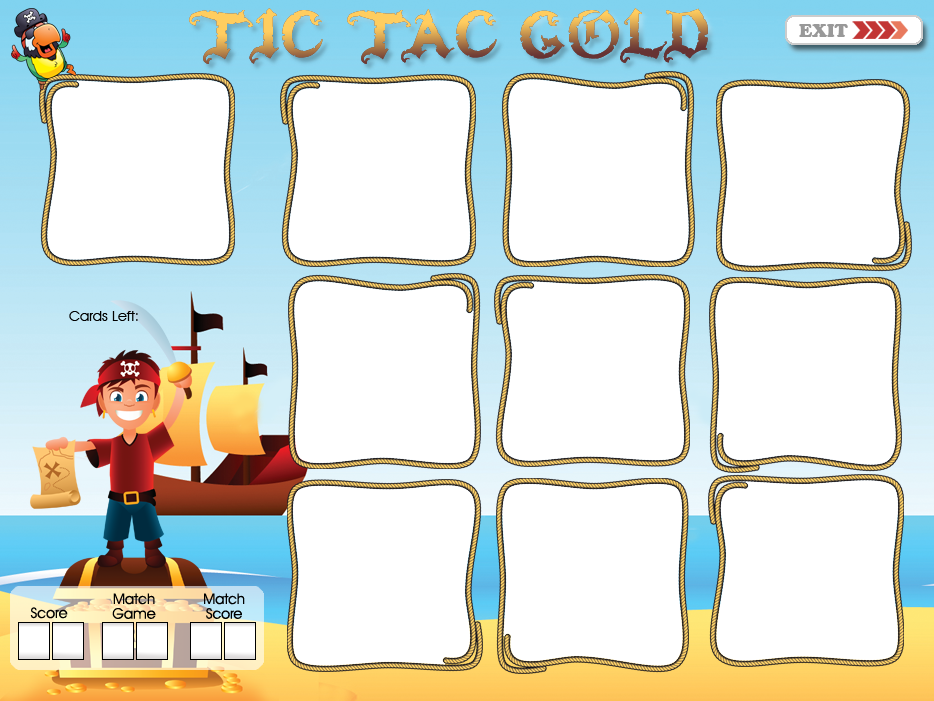 TIC TAC GOLD
EXIT
Cards Left:
Score
Match
Game
Match
Score